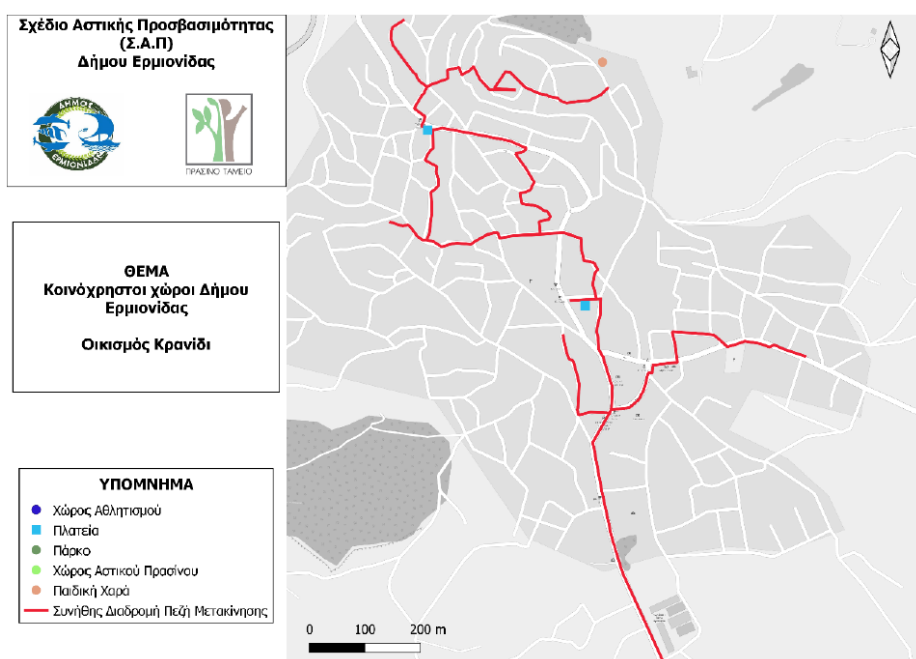 Σχέδιο Αστικής Προσβασιμότητας
(Σ.Α.Π)
Δήμου Ερμιονίδας
ΔΗΜΟΣ
ΕΡΜΙΟΝΙΔΑΣ
ΠΡΑΣΙΝΟ ΤΑΜΕΙΟ
ΘΕΜΑ
Κοινόχρηστοι χώροι Δήμου
Ερμιονίδας
Οικισμός Κρανίδι
ΥΠΟΜΝΗΜΑ
Χώρος Αθλητισμού
Πλατεία
Πάρκο
Χώρος Αστικού Πρασίνου
Παιδική Χαρά
Συνήθης Διαδρομή Πεζή Μετακίνησης
0 100 200 m